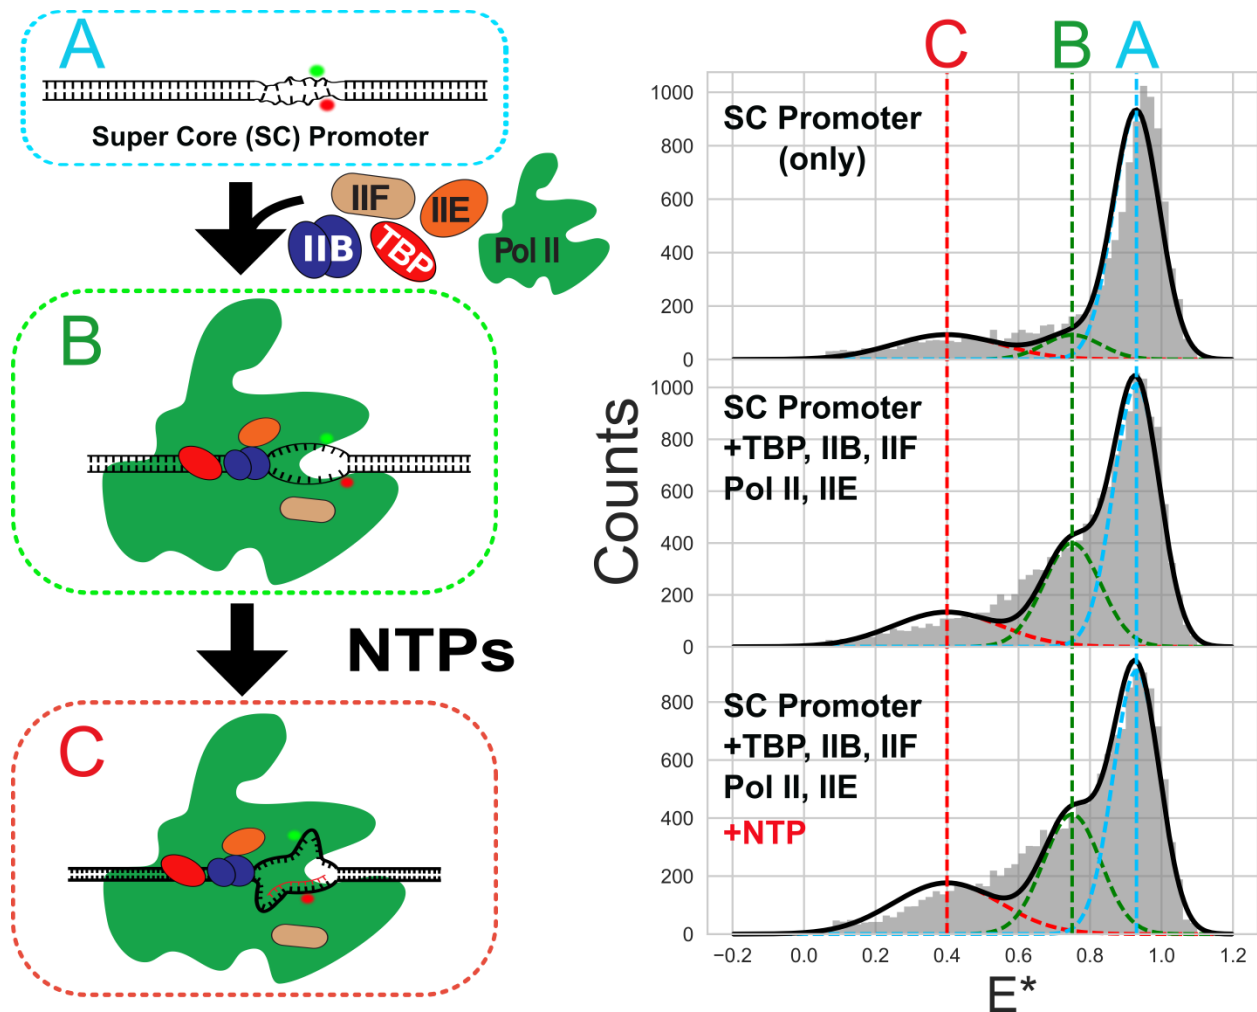 A
Super Core (SC) Promoter
IIF
IIE
IIB
TBP
Pol II
B
NTPs
C
C B A
SC Promoter
(only)
1000
800
600
400
200
0
SC Promoter
+TBP, IIB, IIF
Pol II, IIE
1000
800
600
400
200
0
SC Promoter
+TBP, IIB, IIF
Pol II, IIE
+NTP
800
600
400
200
0
−0.2 0.0 0.2 0.4 0.6 0.8 1.0 1.2
Counts
E*